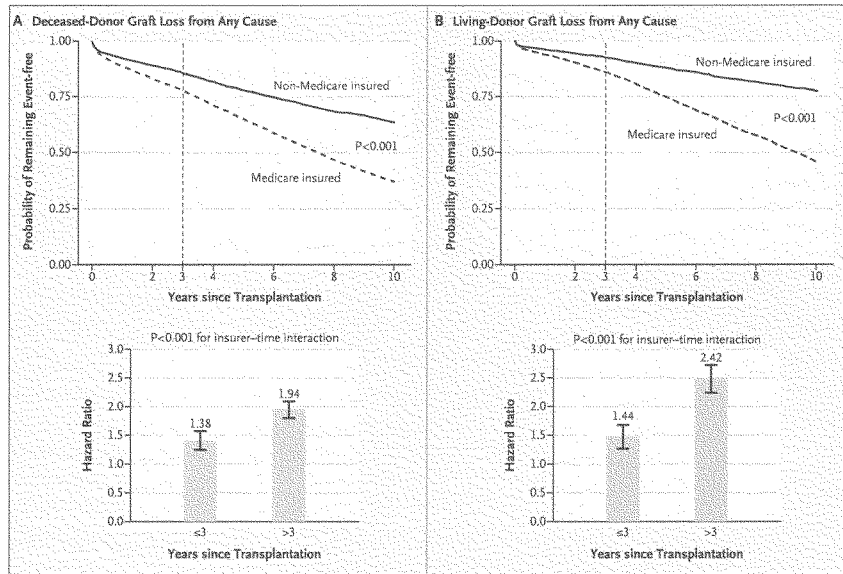 A Deceased-Donor Graft Loss from Any Cause
Probability of Remaining Event-free
1.00
0.75
0.50
0.25
0.00
Non-Medicare insured
P<0.001
Medicare insured
0 2 3 4 6 8 10
Years since Transplantation
P<0.001 for insurer–time interaction
Hazard Ratio
3.0
2.5
2.0
1.5
1.0
0.5
0.0
1.38
1.94
≤3 >3
Years since Transplantation
B Living-Donor Graft Loss from Any Cause
Probability of Remaining Event-free
1.00
0.75
0.50
0.25
0.00
Non-Medicare insured
P<0.001
Medicare insured
0 2 3 4 6 8 10
Years since Transplantation
P<0.001 for insurer–time interaction
Hazard Ratio
3.0
2.5
2.0
1.5
1.0
0.5
0.0
1.44
2.42
≤3 >3
Years since Transplantation